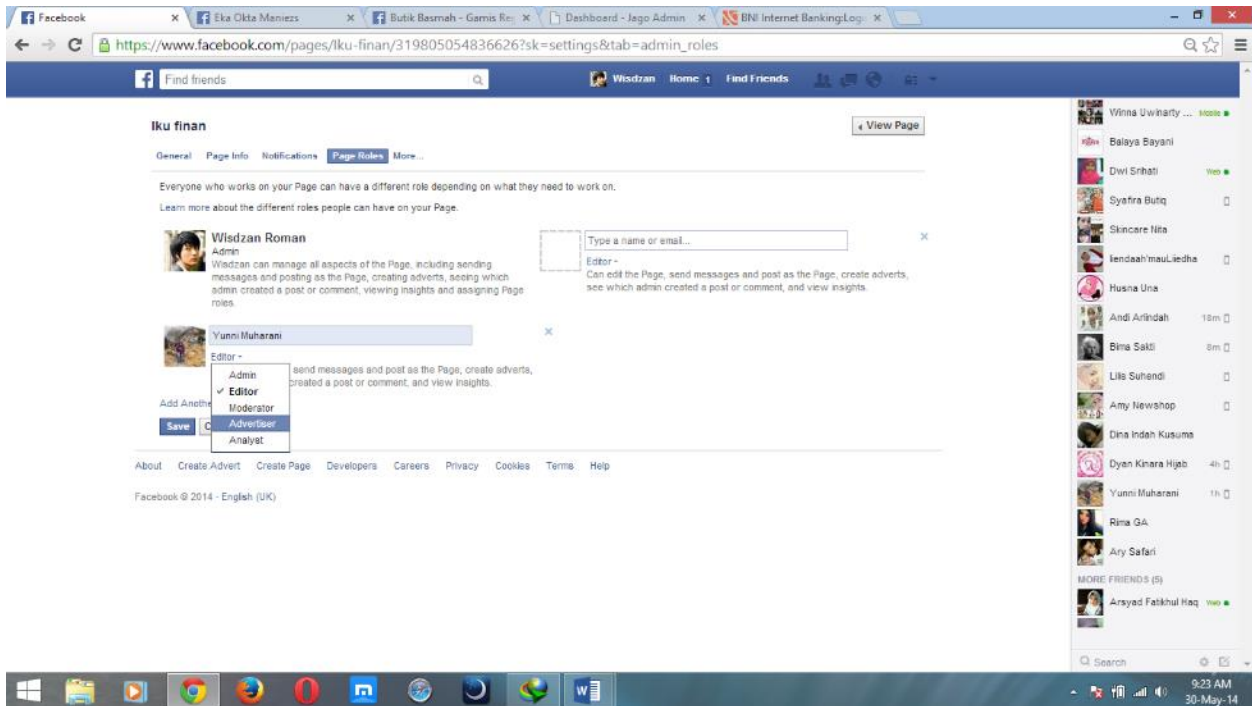 Facebook
Eka Okta Maniezs
Butik Basmah - Gamis Re
Dashboard - Jago Admin
BNI Internet Banking:Log
https://www.facebook.com/pages/Iku-finan/319805054836626?sk=settings&tab=admin_roles
Find friends
Wisdzan Home 1 Find Friends
Iku finan
View Page
General Page Info Notifications Page Roles More...
Everyone who works on your Page can have a different role depending on what they need to work on.
Learn more about the different roles people can have on your Page.
Wisdzan Roman
Admin
Wisdzan can manage all aspects of the Page, including sending
messages and posting as the Page, creating adverts, seeing which
admin created a post or comment, viewing insights and assigning Page
roles.
Type a name or email...
Editor
Can edit the Page, send messages and post as the Page, create adverts,
see which admin created a post or comment, and view insights.
Yunni Muharani
Editor
send messages and post as the Page, create adverts,
created a post or comment, and view insights.
Admin
Editor
Moderator
Advertiser
Analyst
Add Anothe
Save C
About Create Advert Create Page Developers Careers Privacy Cookies Terms Help
Facebook © 2014 · English (UK)
Winna Uwinarty ... Mobile
Balaya Bayani
Dwi Srihati Web
Syafira Butiq
Skincare Nita
liendaah'mauLiedha
Husna Una
Andi Arindah 18m
Bima Sakti 8m
Lilis Suhendi
Amy Newshop
Dina Indah Kusuma
Dyan Kinara Hijab 4h
Yunni Muharani 1h
Rima GA
Ary Safari
MORE FRIENDS (5)
Arsyad Fatikhul Haq Web
Search
9:23 AM
30-May-14